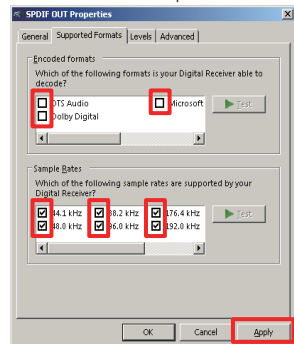 SPDIF OUT Properties
General Supported Formats Levels Advanced
Encoded formats
Which of the following formats is your Digital Receiver able to
decode?
DTS Audio Microsoft
Dolby Digital
Test
Sample Rates
Which of the following sample rates are supported by your
Digital Receiver?
44.1 kHz 88.2 kHz 176.4 kHz
48.0 kHz 96.0 kHz 192.0 kHz
Test
OK Cancel Apply